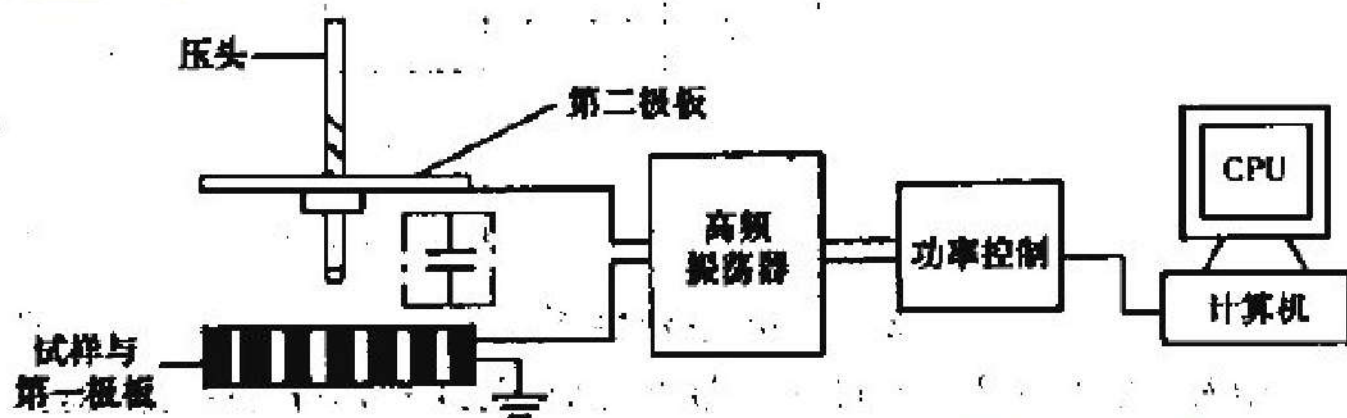 压头
第二极板
高频
振荡器
功率控制
CPU
计算机
试样与
第一极板